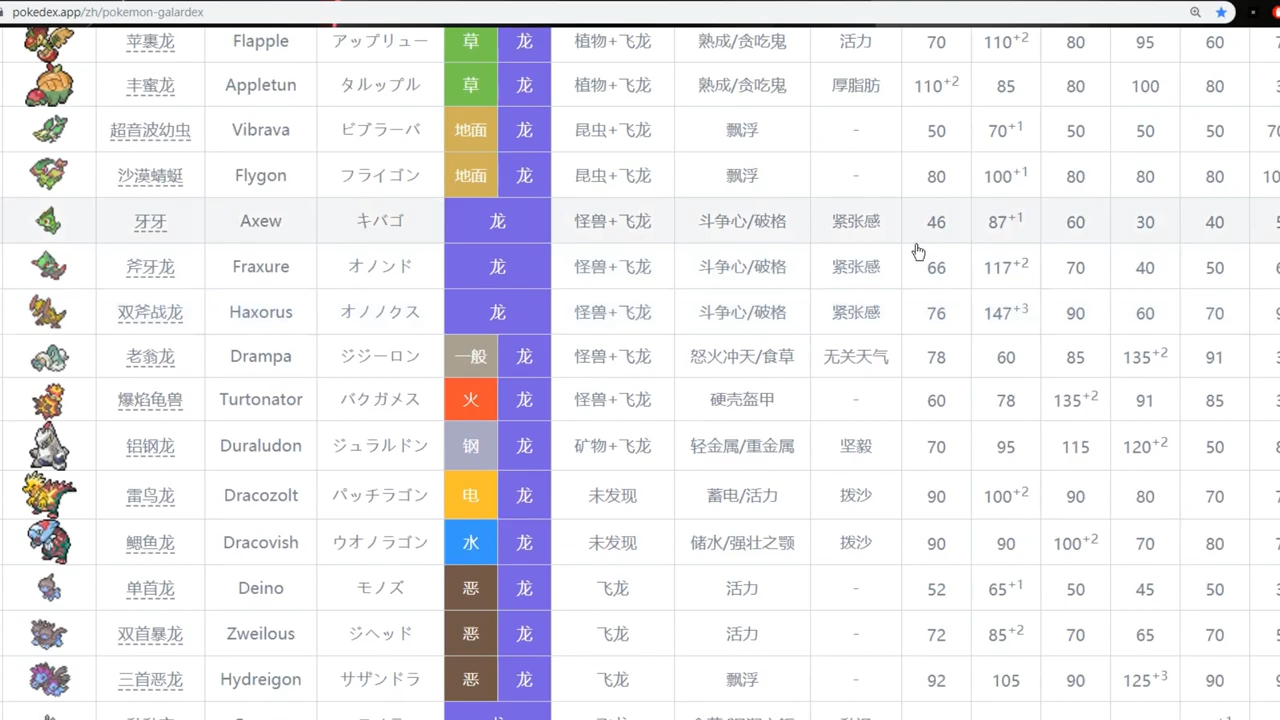 pokedex.app/zh/pokemon-galardex
苹裹龙 Flapple アップリュー 草 龙 植物+飞龙 熟成/贪吃鬼 活力 70 110+2 80 95 60
丰蜜龙 Appletun タルップル 草 龙 植物+飞龙 熟成/贪吃鬼 厚脂肪 110+2 85 80 100 80
超音波幼虫 Vibrava ビブラーバ 地面 龙 昆虫+飞龙 飘浮 - 50 70+1 50 50 50
沙漠蜻蜓 Flygon フライゴン 地面 龙 昆虫+飞龙 飘浮 - 80 100+1 80 80 80
牙牙 Axew キバゴ 龙 怪兽+飞龙 斗争心/破格 紧张感 46 87+1 60 30 40
斧牙龙 Fraxure オノンド 龙 怪兽+飞龙 斗争心/破格 紧张感 66 117+2 70 40 50
双斧战龙 Haxorus オノノクス 龙 怪兽+飞龙 斗争心/破格 紧张感 76 147+3 90 60 70
老翁龙 Drampa ジジーロン 一般 龙 怪兽+飞龙 怒火冲天/食草 无关天气 78 60 85 135+2 91
爆焰龟兽 Turtonator バクガメス 火 龙 怪兽+飞龙 硬壳盔甲 - 60 78 135+2 91 85
铝钢龙 Duraludon ジュラルドン 钢 龙 矿物+飞龙 轻金属/重金属 坚毅 70 95 115 120+2 50
雷鸟龙 Dracozolt パッチラゴン 电 龙 未发现 蓄电/活力 拨沙 90 100+2 90 80 70
鳃鱼龙 Dracovish ウオノラゴン 水 龙 未发现 储水/强壮之颚 拨沙 90 90 100+2 70 80
单首龙 Deino モノズ 恶 龙 飞龙 活力 - 52 65+1 50 45 50
双首暴龙 Zweilous ジヘッド 恶 龙 飞龙 活力 - 72 85+2 70 65 70
三首恶龙 Hydreigon サザンドラ 恶 龙 飞龙 飘浮 - 92 105 90 125+3 90